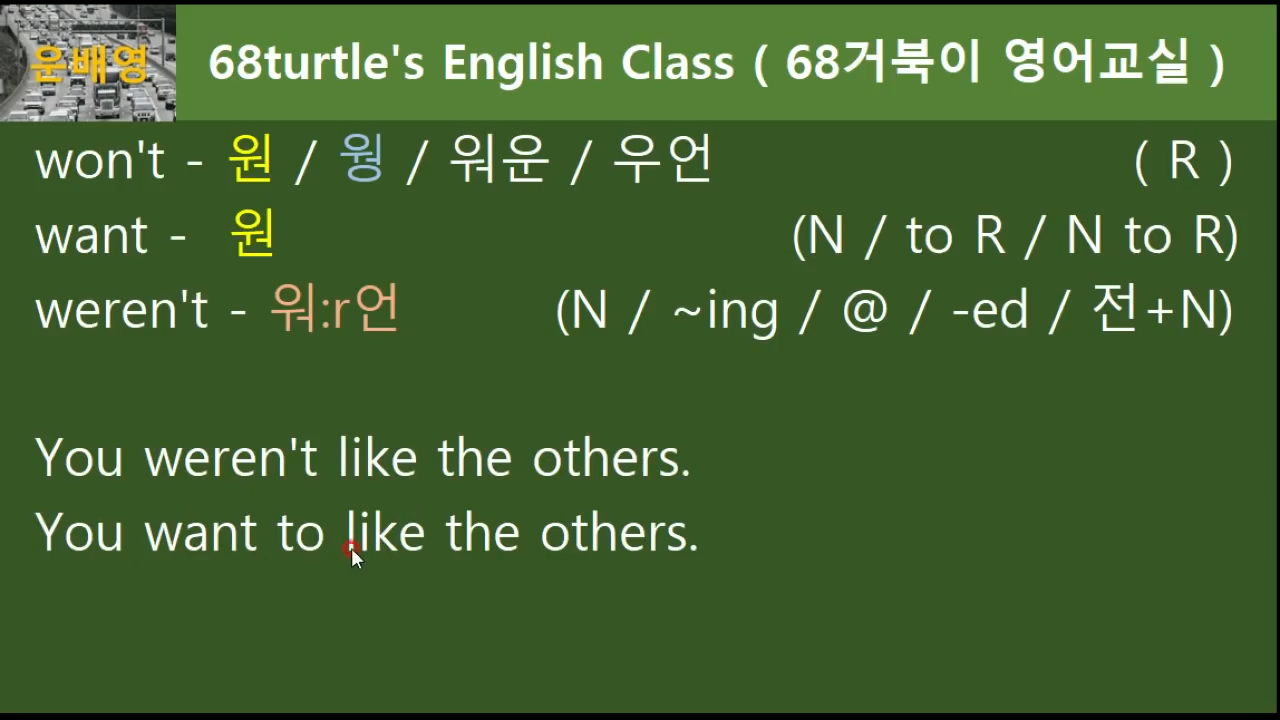 운배영
68turtle's English Class ( 68거북이 영어교실 )
won't - 원 / 웡 / 워운 / 우언 ( R )
want - 원 (N / to R / N to R)
weren't - 워:r언 (N / ~ing / @ / -ed / 전+N)
You weren't like the others.
You want to like the others.